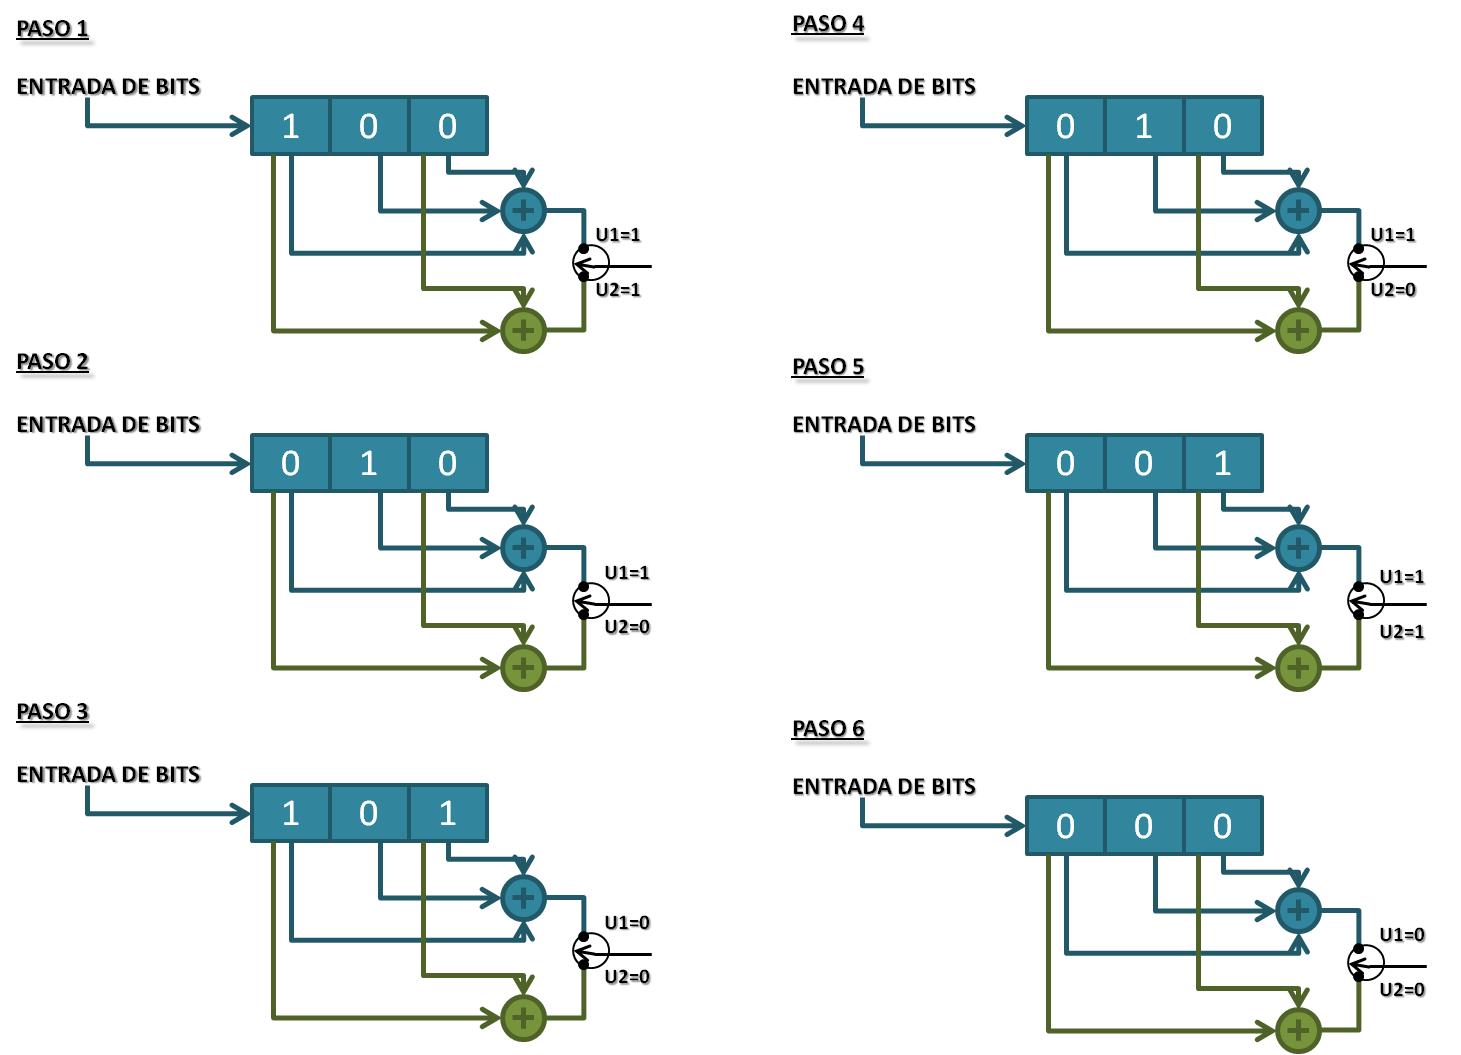 PASO 1
ENTRADA DE BITS
1 0 0
U1=1
U2=1
PASO 2
ENTRADA DE BITS
0 1 0
U1=1
U2=0
PASO 3
ENTRADA DE BITS
1 0 1
U1=0
U2=0
PASO 4
ENTRADA DE BITS
0 1 0
U1=1
U2=0
PASO 5
ENTRADA DE BITS
0 0 1
U1=1
U2=1
PASO 6
ENTRADA DE BITS
0 0 0
U1=0
U2=0